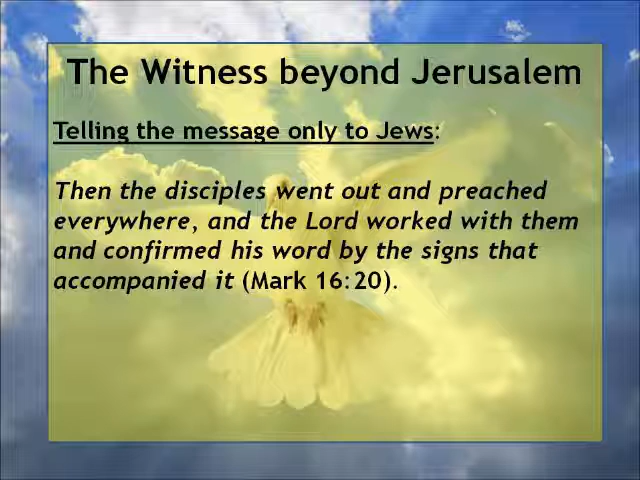 The Witness beyond Jerusalem
Telling the message only to Jews:
Then the disciples went out and preached
everywhere, and the Lord worked with them
and confirmed his word by the signs that
accompanied it (Mark 16:20).